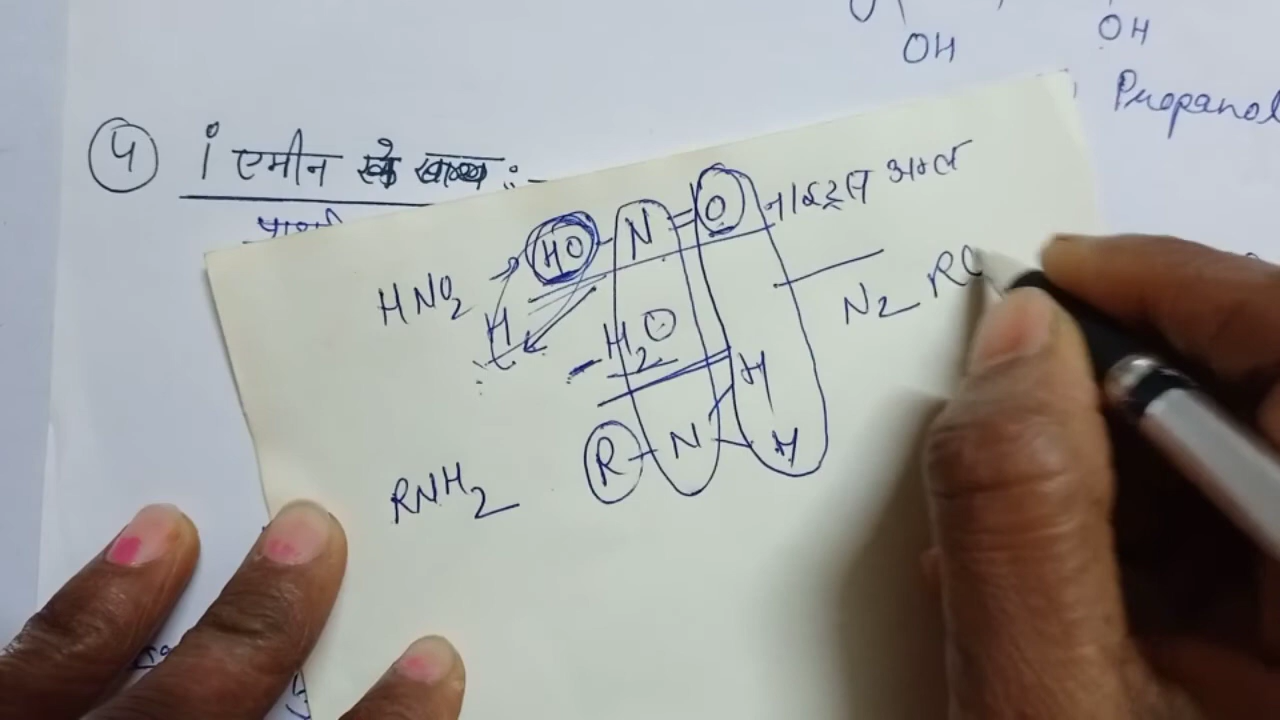 OH
OH
Propanol
4 i एमीन
HO-N=O नाइट्रस अम्ल
HNO2
H
-H2O
N2 RO
H
R-N H
RNH2